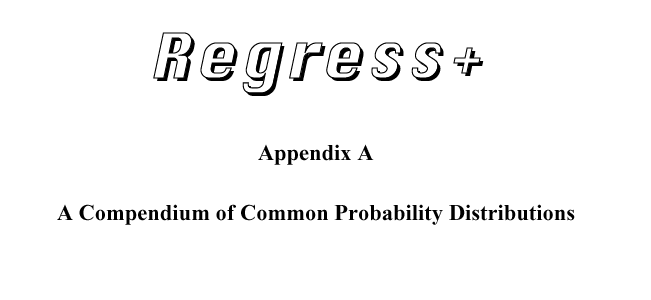 Regress+
Appendix A
A Compendium of Common Probability Distributions